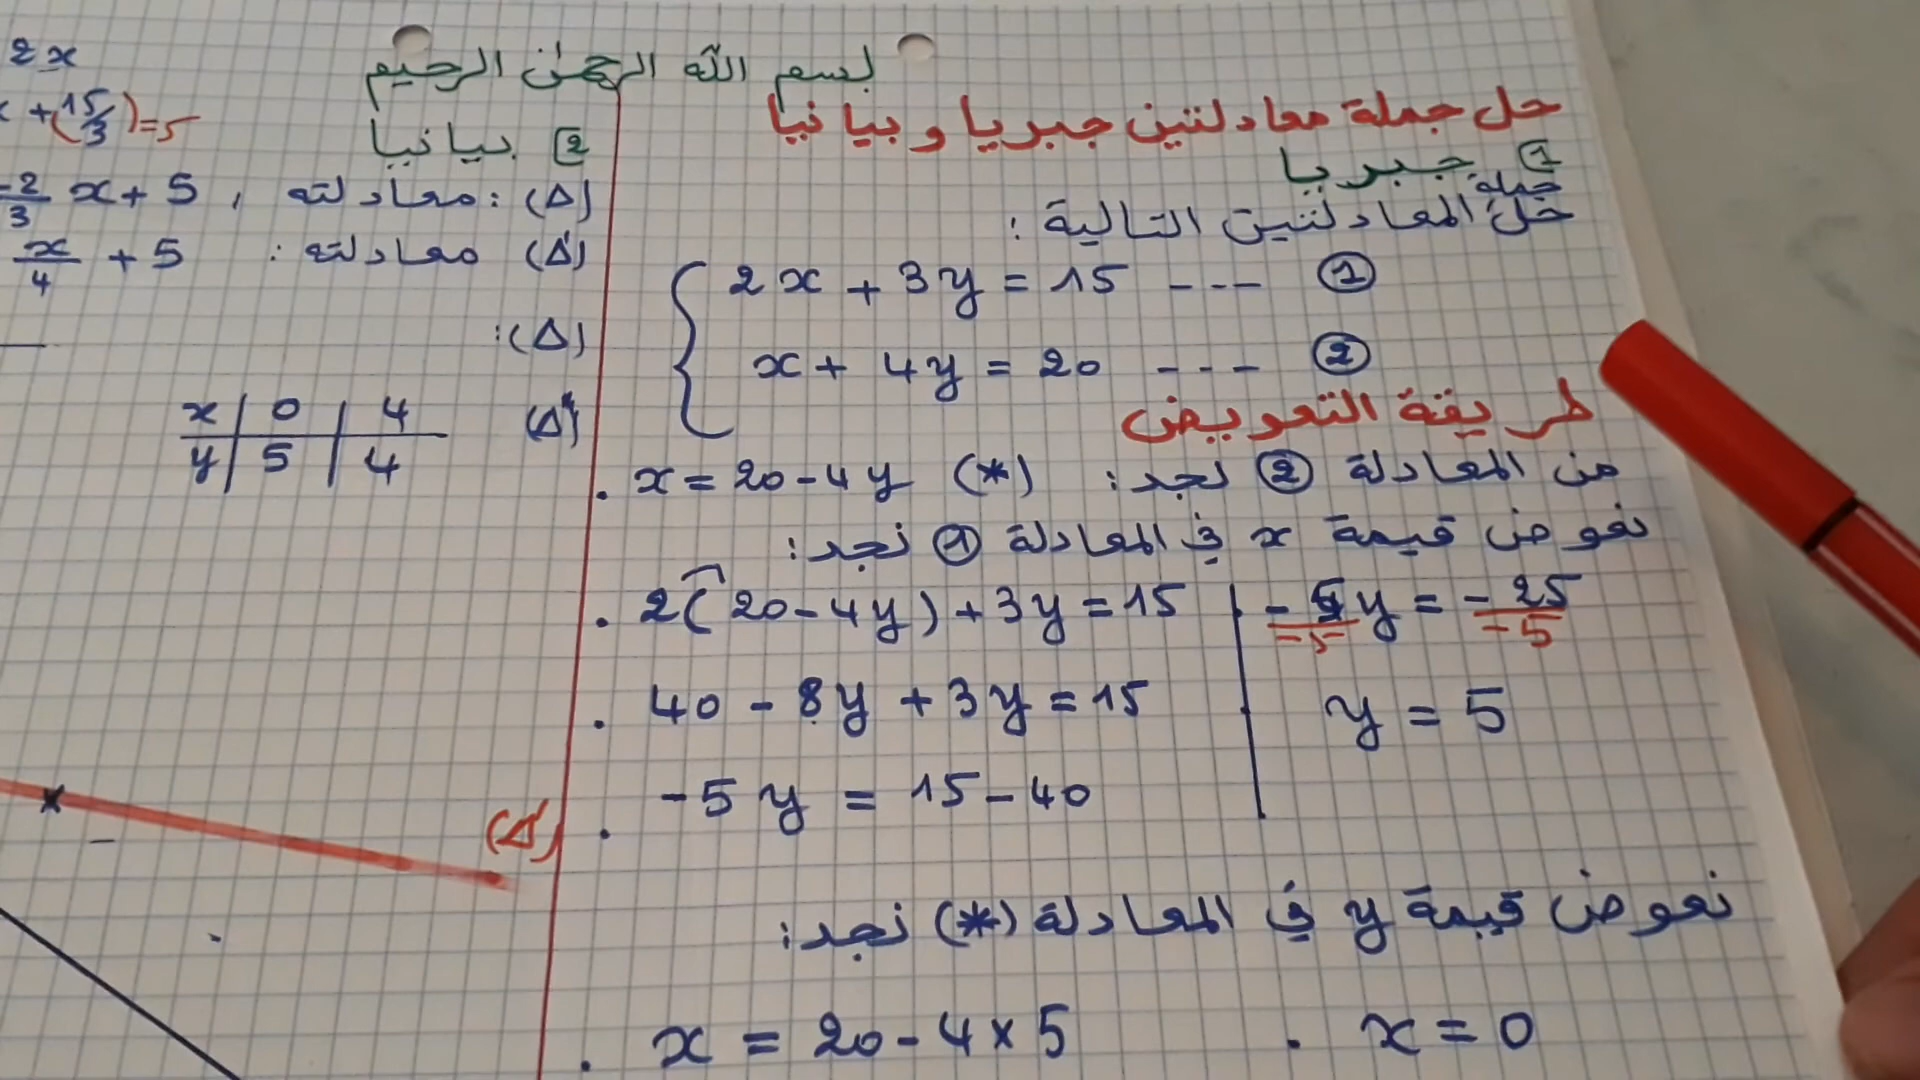 بسم الله الرحمٰن الرحيم
حل جملة معادلتين جبريا و بيانيا
1 جبريا
حل جملة المعادلتين التالية :
2x + 3y = 15 --- ①
x + 4y = 20 --- ②
طريقة التعويض
من المعادلة ② نجد : (*) x = 20 - 4y .
نعوض قيمة x في المعادلة ① نجد :
. 2(20 - 4y) + 3y = 15
. 40 - 8y + 3y = 15
. -5y = 15 - 40
-5y = -25
-5 -5
y = 5
نعوض قيمة y في المعادلة (*) نجد :
. x = 20 - 4 × 5 . x = 0
2 بيانيا
2x
+(15/3)=5
(Δ) : معادلته , -2/3 x + 5
(Δ') معادلته : x/4 + 5
(Δ) :
(Δ')
x | 0 | 4
y | 5 | 4
(Δ')